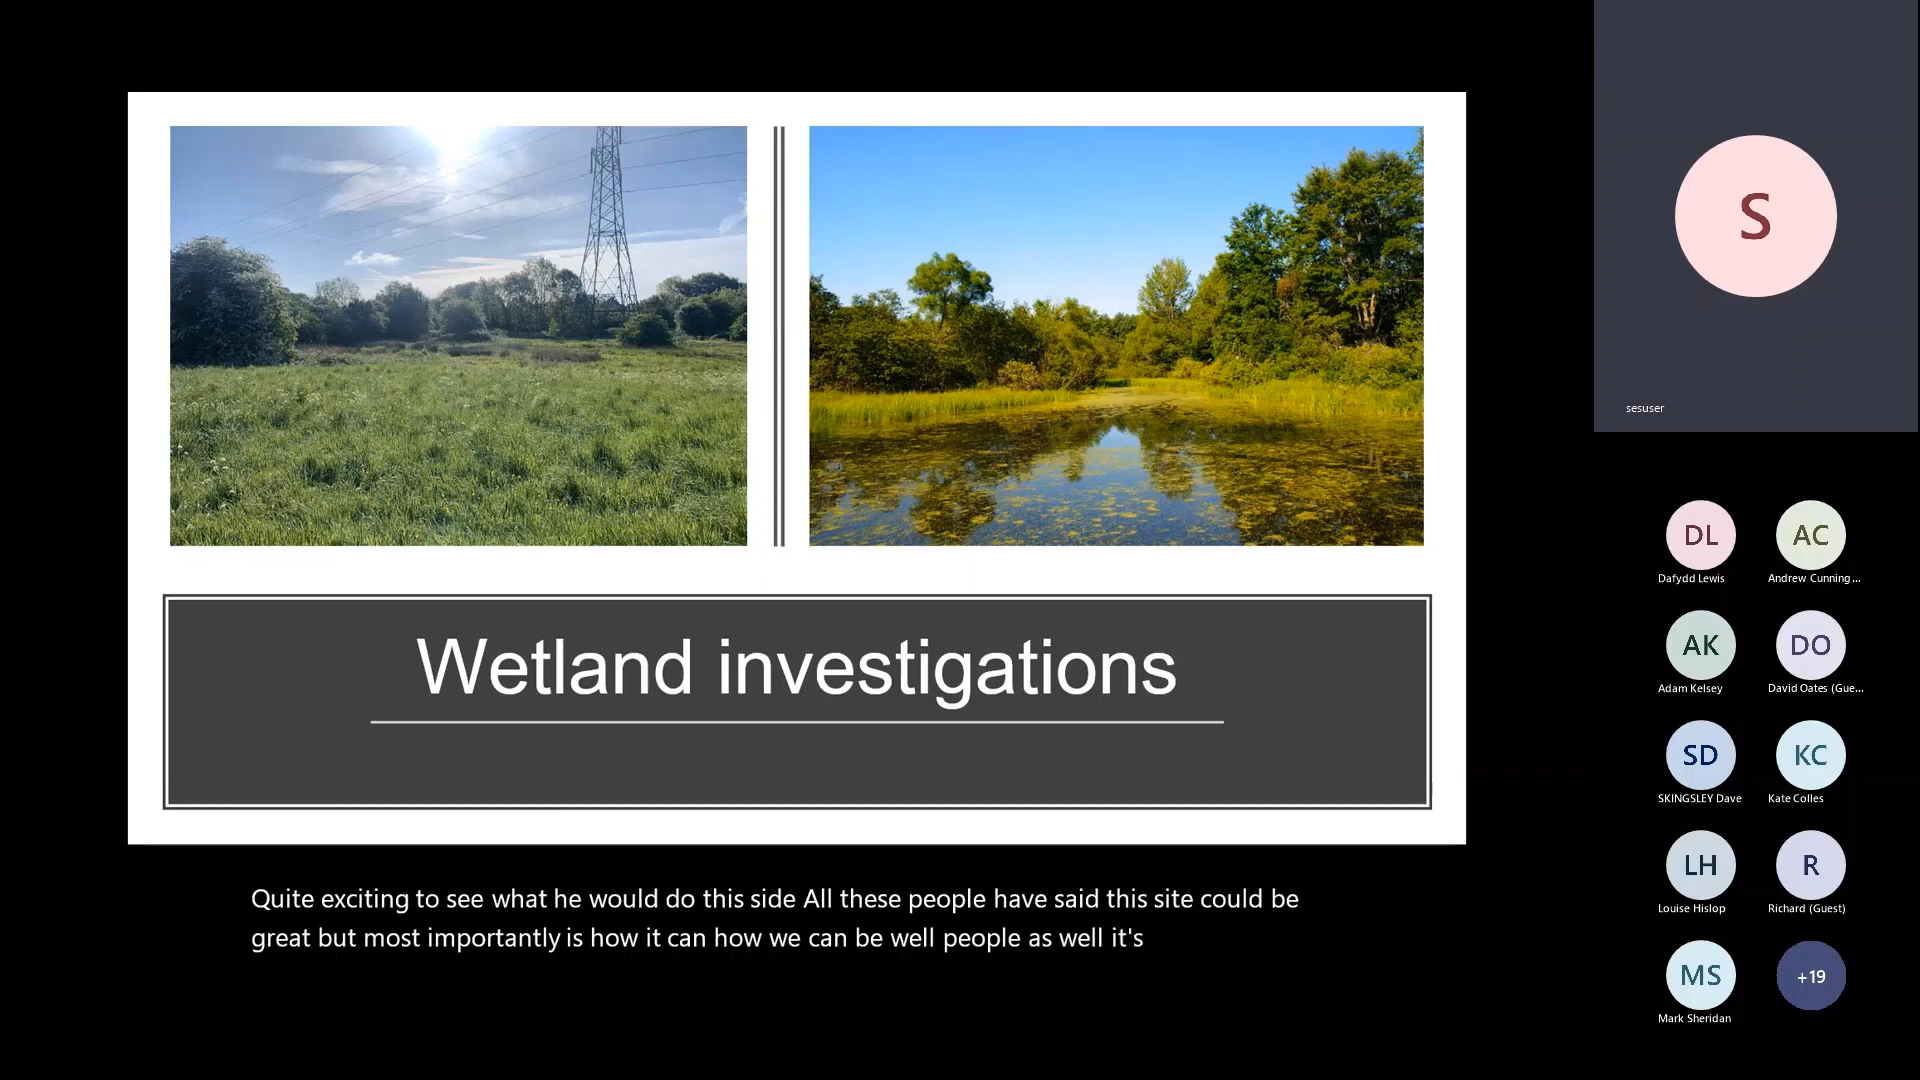 Wetland investigations
Quite exciting to see what he would do this side All these people have said this site could be
great but most importantly is how it can how we can be well people as well it's
S
sesuser
DL
Dafydd Lewis
AC
Andrew Cunning...
AK
Adam Kelsey
DO
David Oates (Gue...
SD
SKINGSLEY Dave
KC
Kate Colles
LH
Louise Hislop
R
Richard (Guest)
MS
Mark Sheridan
+19